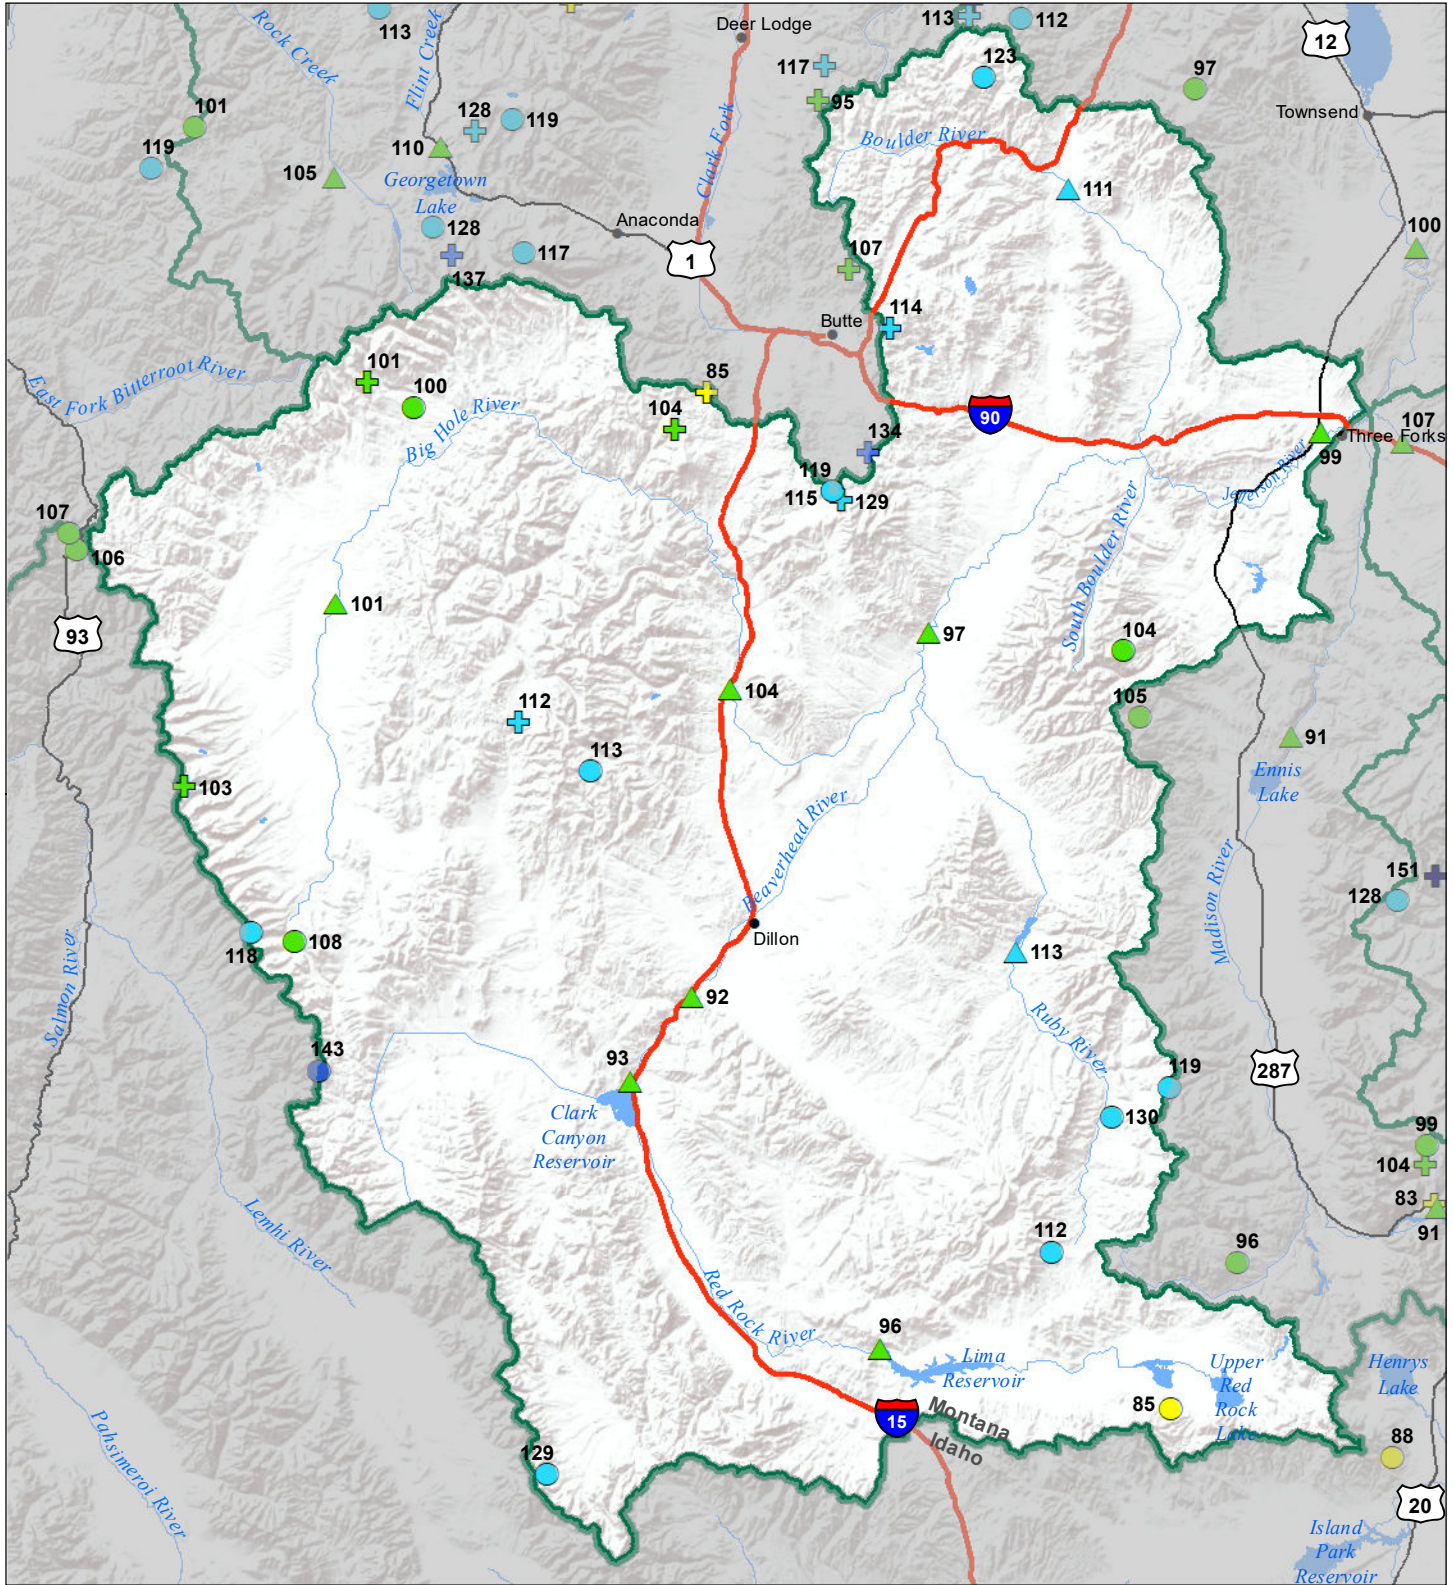 113
112
Deer Lodge
113
123
12
Rock Creek
Flint Creek
117
97
95
Townsend
101
128
119
Clark Fork
Boulder River
110
119
105
Georgetown
Lake
111
Anaconda
128
117
107
100
1
137
114
Butte
101
100
85
East Fork Bitterroot River
Big Hole River
104
90
107
134
Three Forks
99
119
115
129
Jefferson River
107
106
South Boulder River
101
93
97
104
104
105
112
113
91
Ennis
Lake
103
Beaverhead River
151
128
Madison River
118
108
Dillon
113
Salmon River
92
Ruby River
143
93
287
119
Clark
Canyon
Reservoir
130
99
104
83
91
Lemhi River
112
96
Red Rock River
96
Lima
Reservoir
Upper
Red
Rock
Lake
Henrys
Lake
85
Montana
15
Idaho
88
Pahsimeroi River
129
20
Island
Park
Reservoir